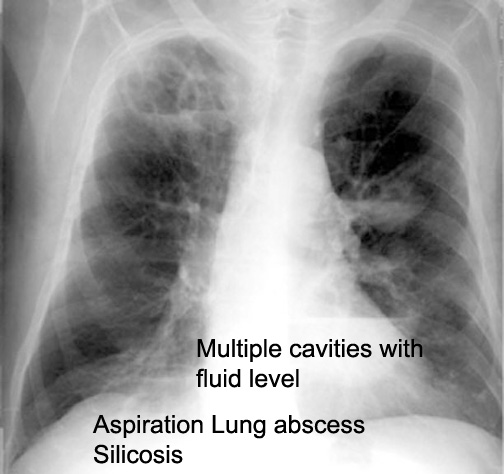 Multiple cavities with
fluid level
Aspiration Lung abscess
Silicosis